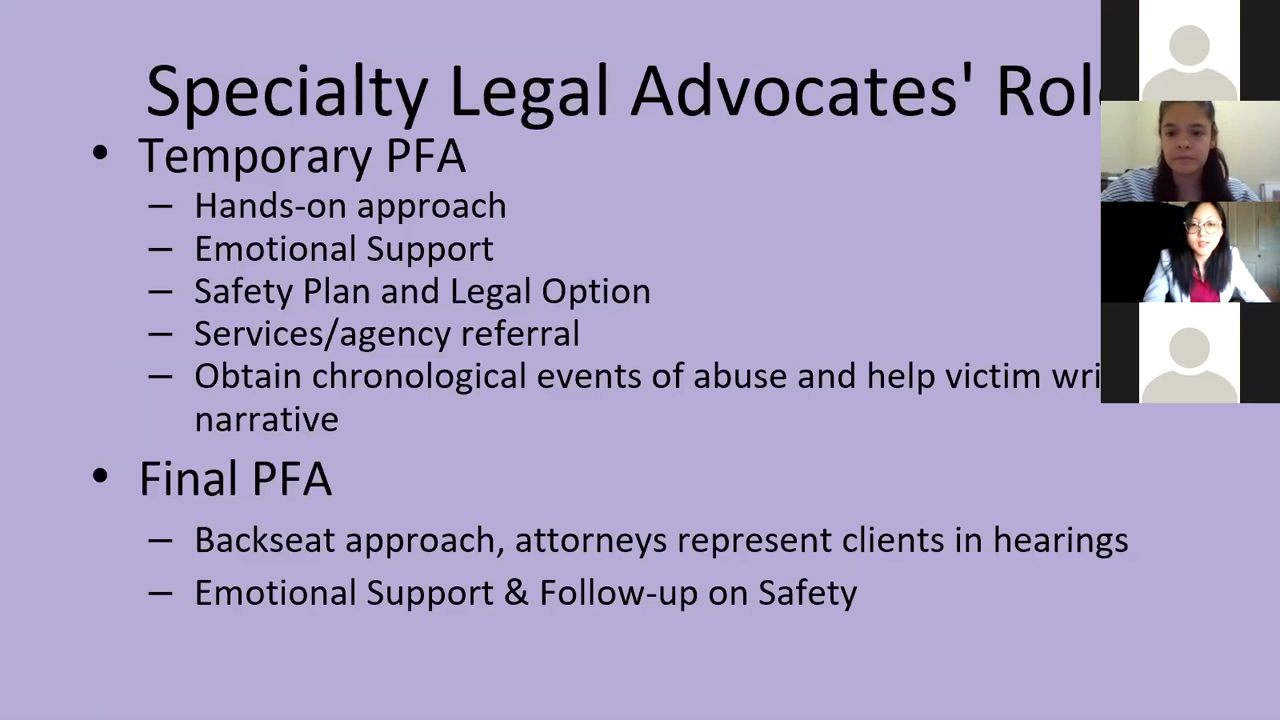 Specialty Legal Advocates' Rol
• Temporary PFA
– Hands-on approach
– Emotional Support
– Safety Plan and Legal Option
– Services/agency referral
– Obtain chronological events of abuse and help victim wri
narrative
• Final PFA
– Backseat approach, attorneys represent clients in hearings
– Emotional Support & Follow-up on Safety